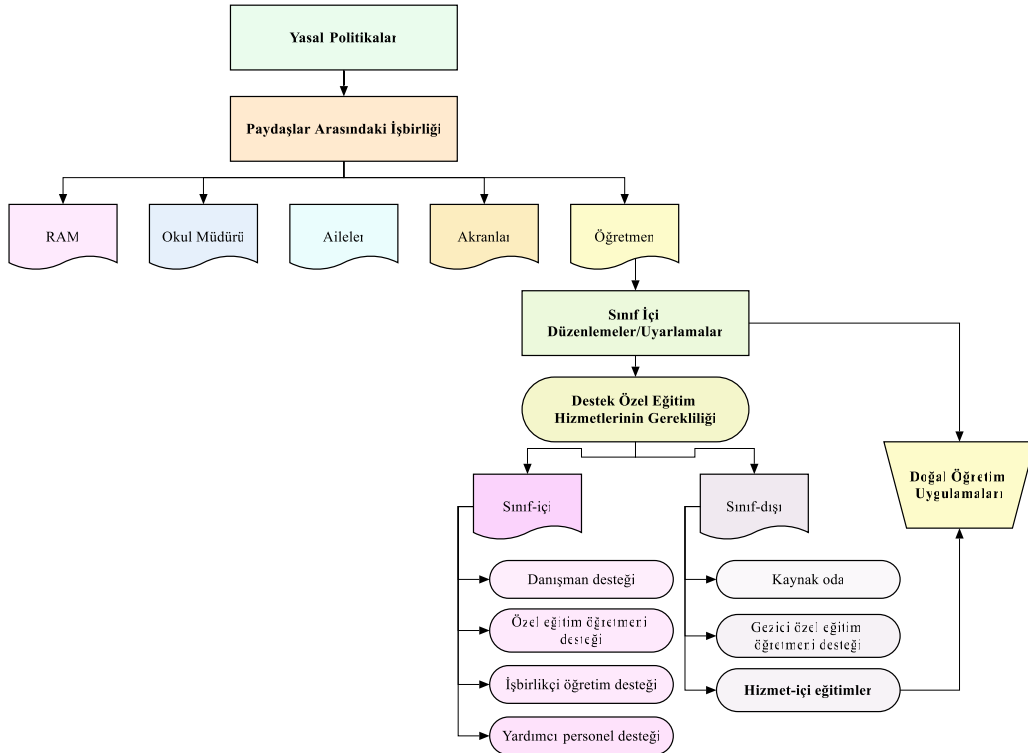 Yasal Politikalar
Paydaşlar Arasındaki İşbirliği
RAM
Okul Müdürü
Aileler
Akranlar
Öğretmen
Sınıf İçi
Düzenlemeler/Uyarlamalar
Destek Özel Eğitim
Hizmetlerinin Gerekliliği
Doğal Öğretim
Uygulamaları
Sınıf-içi
Sınıf-dışı
Danışman desteği
Kaynak oda
Özel eğitim öğretmeni
desteği
Gezici özel eğitim
öğretmeni desteği
İşbirlikçi öğretim desteği
Hizmet-içi eğitimler
Yardımcı personel desteği